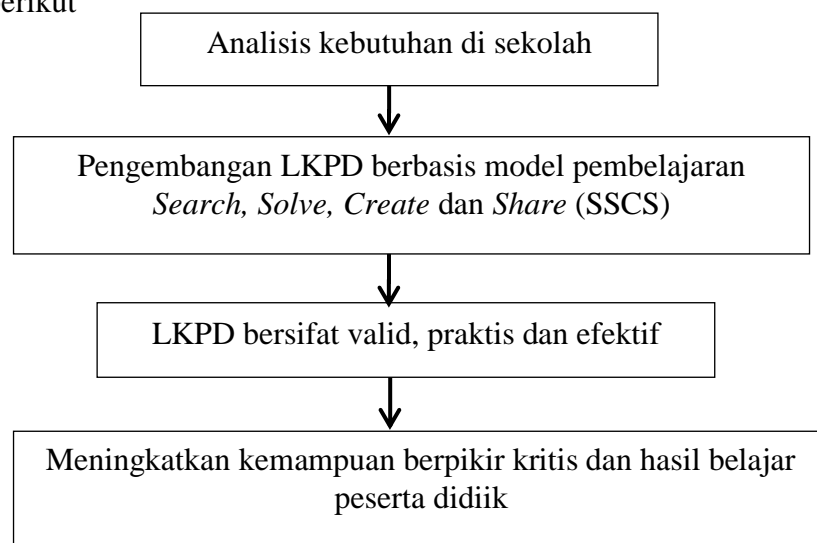 erikut
Analisis kebutuhan di sekolah
Pengembangan LKPD berbasis model pembelajaran
Search, Solve, Create dan Share (SSCS)
LKPD bersifat valid, praktis dan efektif
Meningkatkan kemampuan berpikir kritis dan hasil belajar
peserta didiik